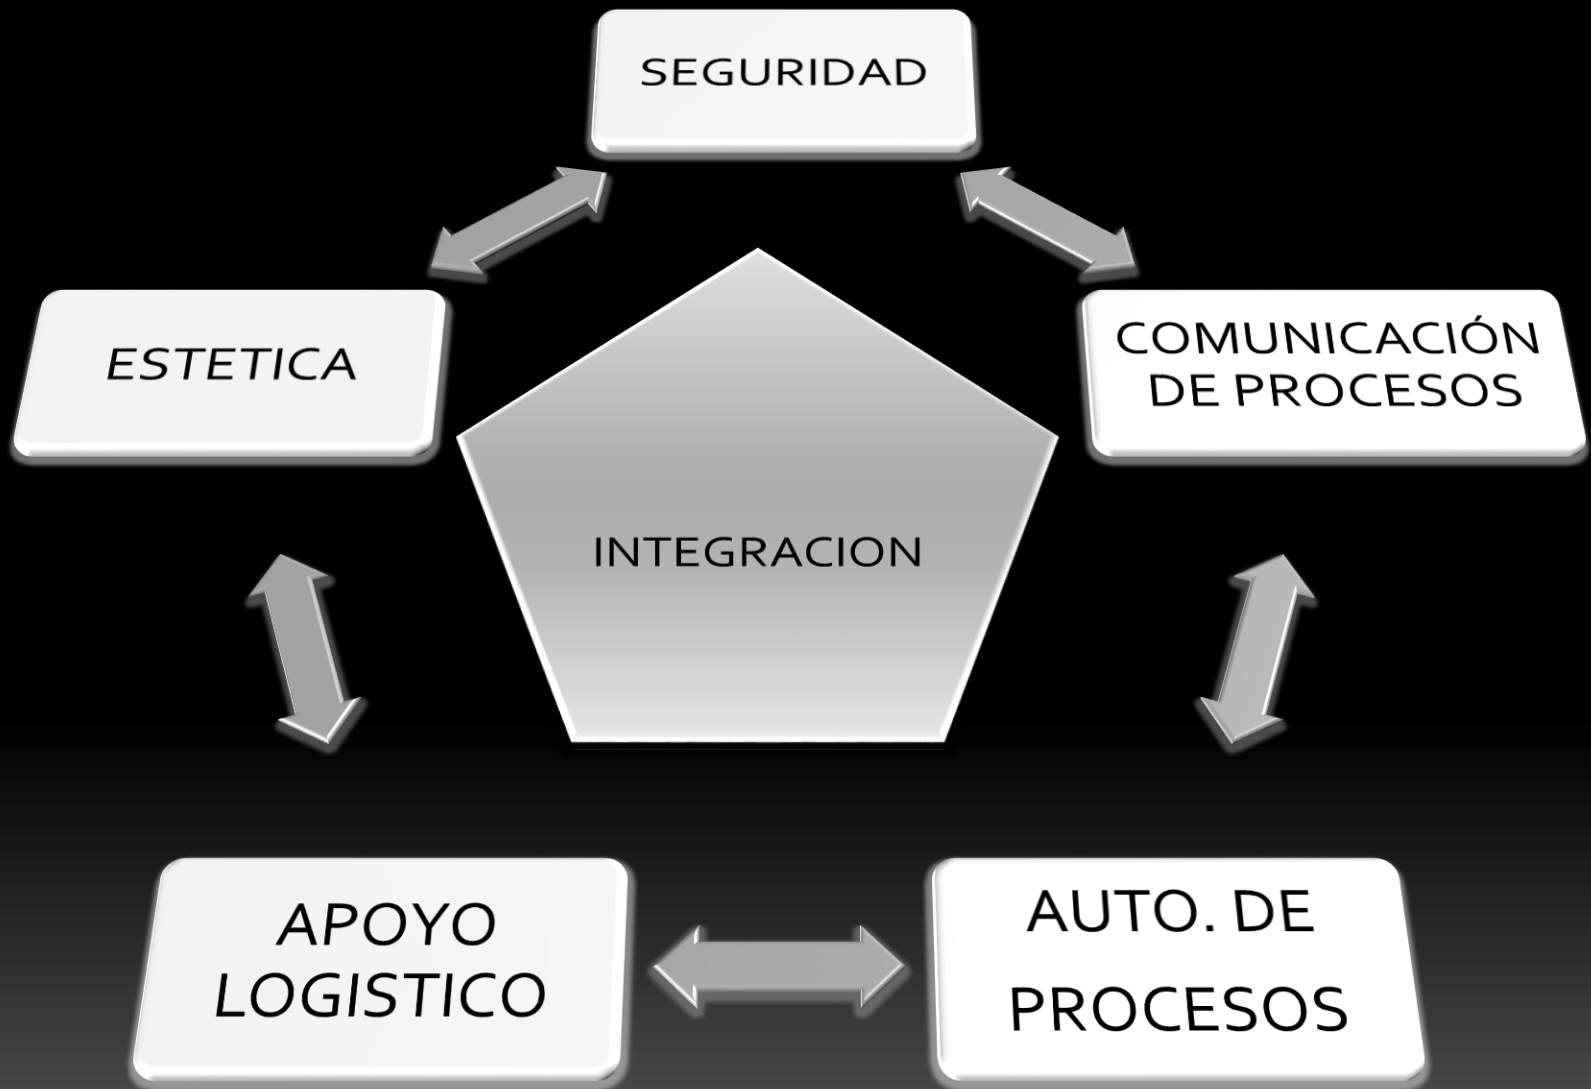 SEGURIDAD
ESTETICA
COMUNICACIÓN
DE PROCESOS
INTEGRACION
APOYO
LOGISTICO
AUTO. DE
PROCESOS